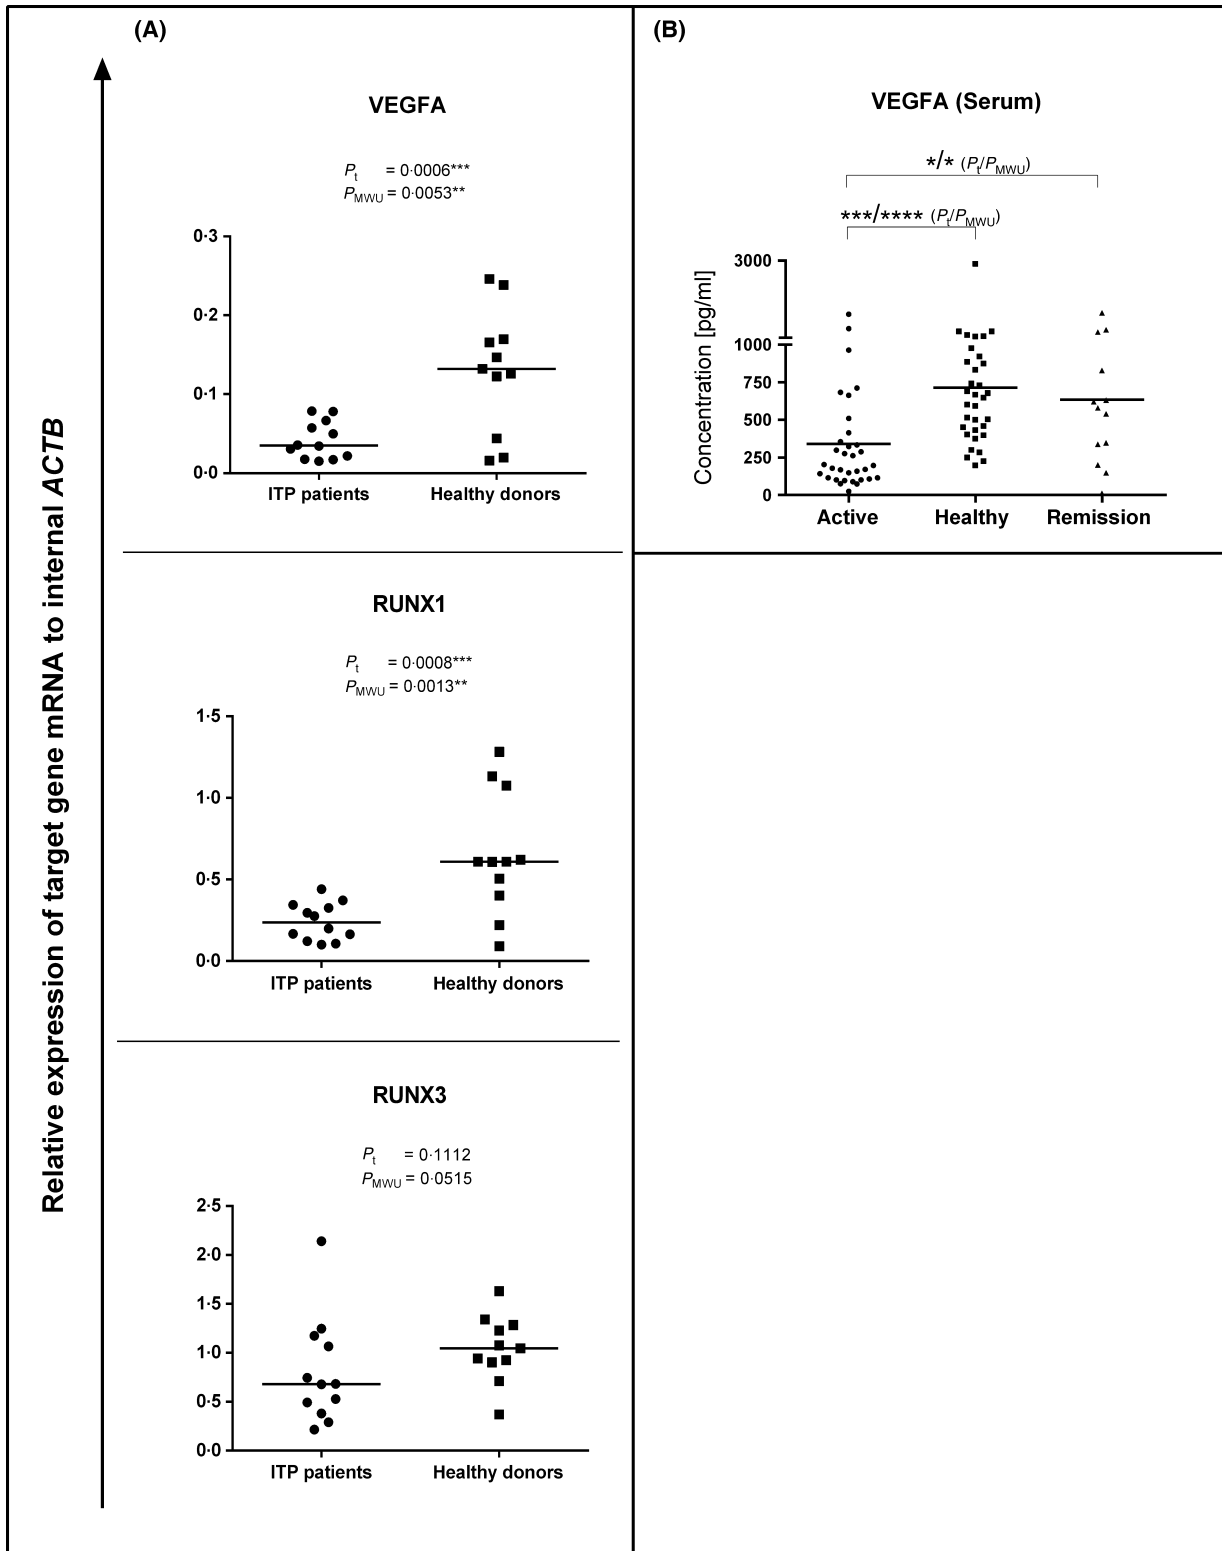 (A)
Relative expression of target gene mRNA to internal ACTB
VEGFA
Pt = 0·0006***
PMWU = 0·0053**
0·3
0·2
0·1
0·0
ITP patients Healthy donors
RUNX1
Pt = 0·0008***
PMWU = 0·0013**
1·5
1·0
0·5
0·0
ITP patients Healthy donors
RUNX3
Pt = 0·1112
PMWU = 0·0515
2·5
2·0
1·5
1·0
0·5
0·0
ITP patients Healthy donors
(B)
VEGFA (Serum)
*/* (Pt/PMWU)
***/**** (Pt/PMWU)
Concentration [pg/ml]
3000
1000
750
500
250
0
Active Healthy Remission